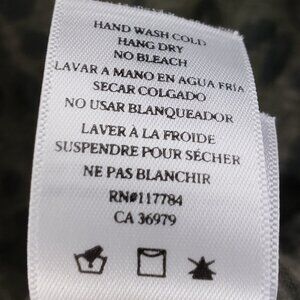 HAND WASH COLD
HANG DRY
NO BLEACH
LAVAR A MANO EN AGUA FRÍA
SECAR COLGADO
NO USAR BLANQUEADOR
LAVER À LA FROIDE
SUSPENDRE POUR SÉCHER
NE PAS BLANCHIR
RN#117784
CA 36979